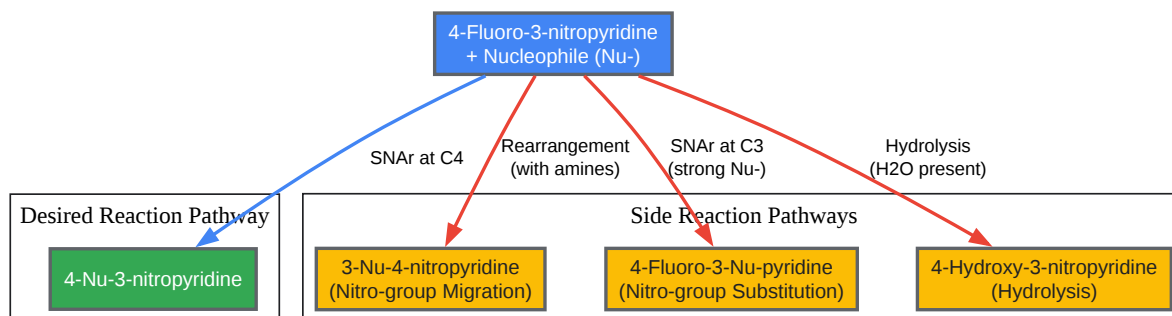 4-Fluoro-3-nitropyridine
+ Nucleophile (Nu-)
SNAr at C4
Rearrangement
(with amines)
SNAr at C3
(strong Nu-)
Hydrolysis
(H2O present)
Desired Reaction Pathway
Side Reaction Pathways
4-Nu-3-nitropyridine
3-Nu-4-nitropyridine
(Nitro-group Migration)
4-Fluoro-3-Nu-pyridine
(Nitro-group Substitution)
4-Hydroxy-3-nitropyridine
(Hydrolysis)